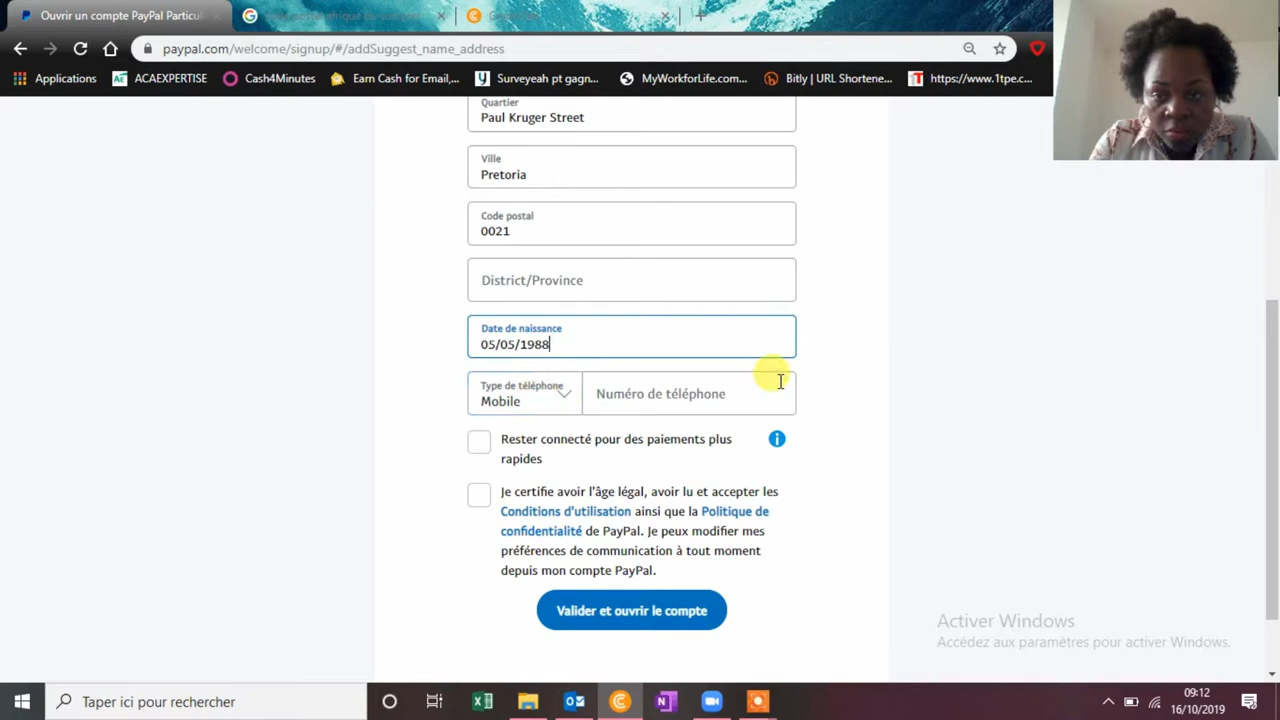 Ouvrir un compte PayPal Particul
paypal.com/welcome/signup/#/addSuggest_name_address
Applications
ACAEXPERTISE
Cash4Minutes
Earn Cash for Email,...
Surveyeah pt gagn...
MyWorkforLife.com...
Bitly | URL Shortene...
https://www.1tpe.c...
Quartier
Paul Kruger Street
Ville
Pretoria
Code postal
0021
District/Province
Date de naissance
05/05/1988
Type de téléphone
Mobile
Numéro de téléphone
Rester connecté pour des paiements plus
rapides
Je certifie avoir l'âge légal, avoir lu et accepter les
Conditions d'utilisation ainsi que la Politique de
confidentialité de PayPal. Je peux modifier mes
préférences de communication à tout moment
depuis mon compte PayPal.
Valider et ouvrir le compte
Activer Windows
Accédez aux paramètres pour activer Windows.
Taper ici pour rechercher
09:12
16/10/2019